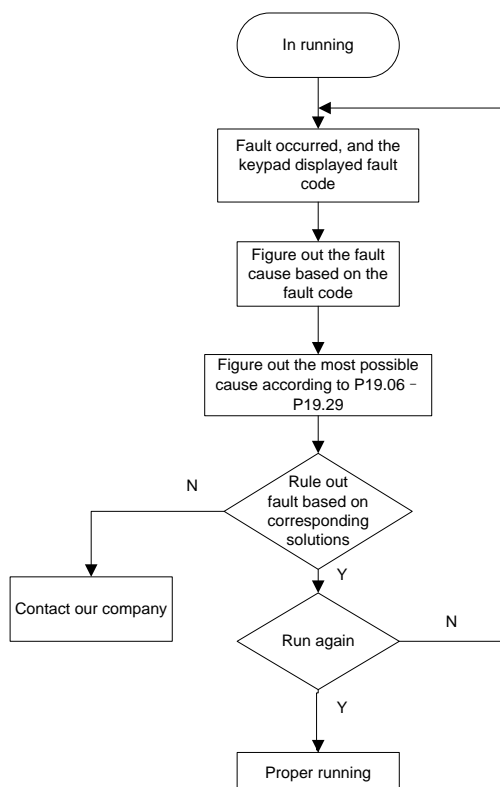 In running
Fault occurred, and the
keypad displayed fault
code
Figure out the fault
cause based on the
fault code
Figure out the most possible
cause according to P19.06﹣
P19.29
N
Rule out
fault based on
corresponding
solutions
Y
Contact our company
Run again
N
Y
Proper running